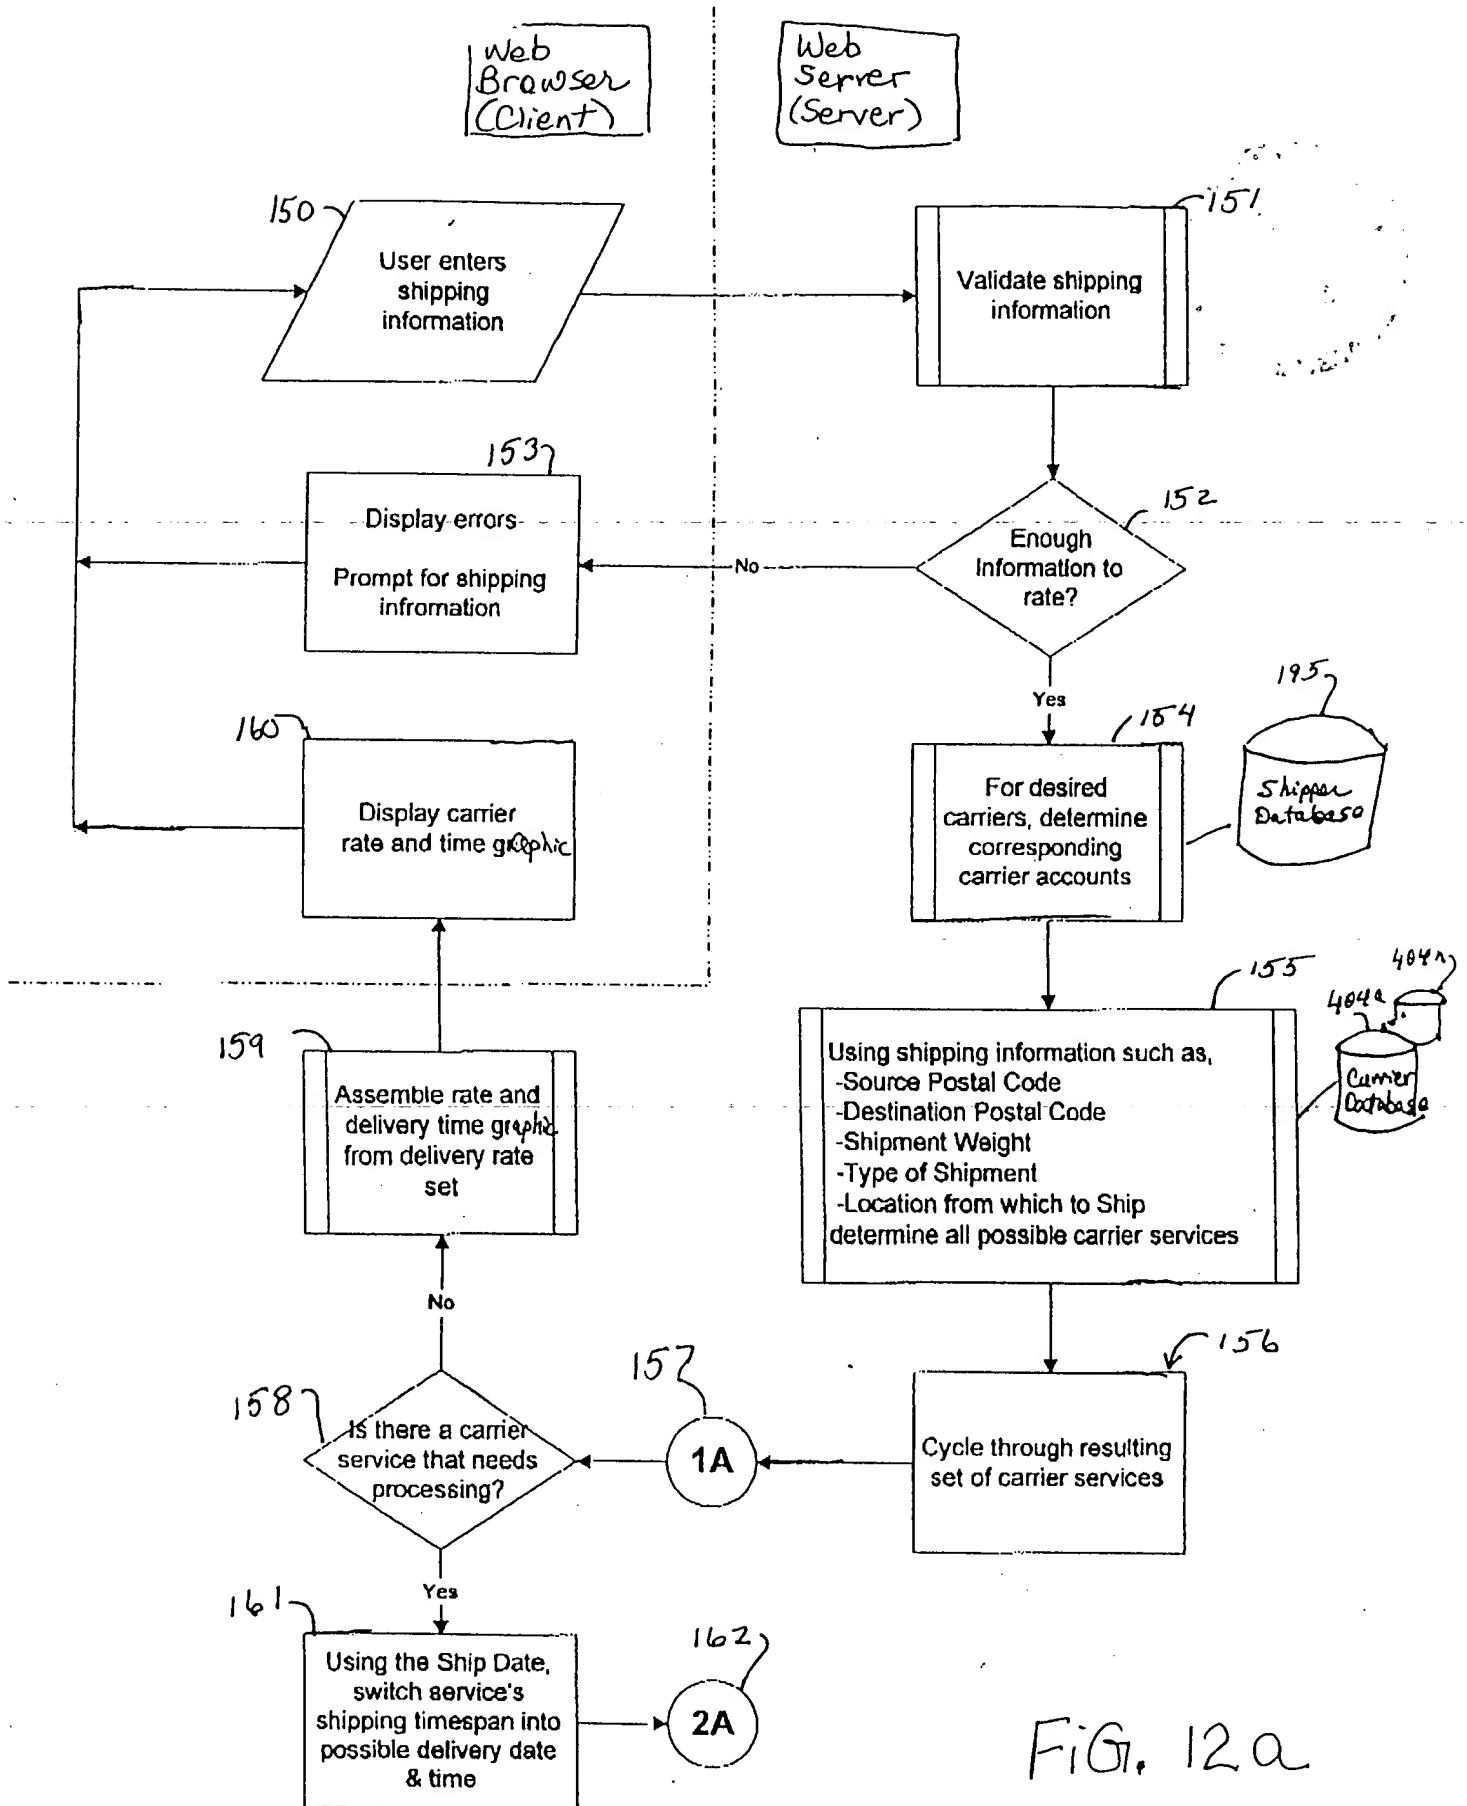 Web
Browser
(Client)
Web
Server
(Server)
150
User enters
shipping
information
151
Validate shipping
information
153
Display errors
Prompt for shipping
infromation
No
152
Enough
Information to
rate?
Yes
160
Display carrier
rate and time graphic
154
For desired
carriers, determine
corresponding
carrier accounts
195
Shipper
Database
155
Using shipping information such as,
-Source Postal Code
-Destination Postal Code
-Shipment Weight
-Type of Shipment
-Location from which to Ship
determine all possible carrier services
404a
404n
Carrier
Database
159
Assemble rate and
delivery time graphic
from delivery rate
set
No
158
Is there a carrier
service that needs
processing?
157
1A
156
Cycle through resulting
set of carrier services
Yes
161
Using the Ship Date,
switch service's
shipping timespan into
possible delivery date
& time
162
2A
FIG. 12a